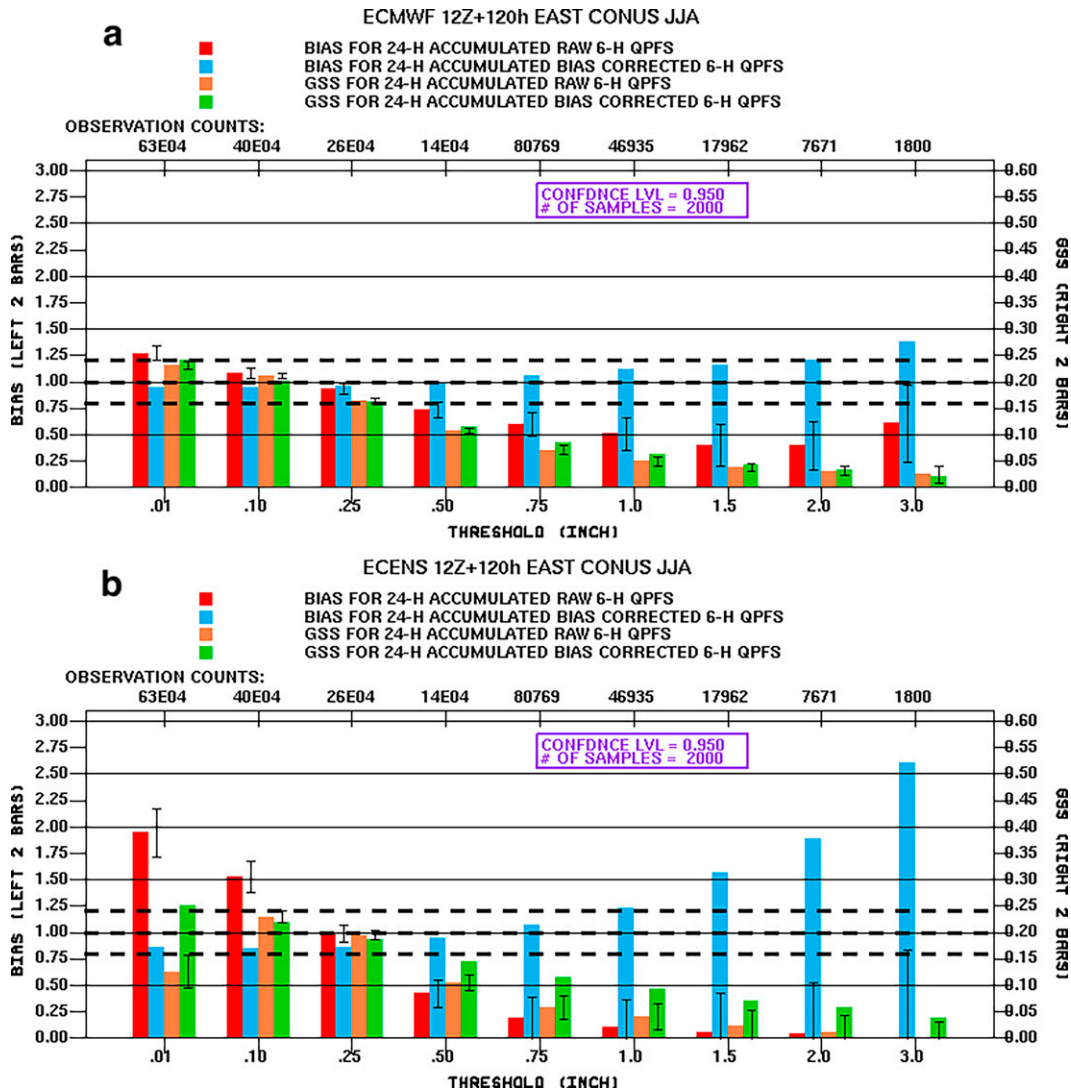 a
ECMWF 12Z+120h EAST CONUS JJA
BIAS FOR 24-H ACCUMULATED RAW 6-H QPFS
BIAS FOR 24-H ACCUMULATED BIAS CORRECTED 6-H QPFS
GSS FOR 24-H ACCUMULATED RAW 6-H QPFS
GSS FOR 24-H ACCUMULATED BIAS CORRECTED 6-H QPFS
OBSERVATION COUNTS:
63E04 40E04 26E04 14E04 80769 46935 17962 7671 1800
3.00 0.60
2.75 0.55
2.50 0.50
2.25 0.45
2.00 0.40
1.75 0.35
1.50 0.30
1.25 0.25
1.00 0.20
0.75 0.15
0.50 0.10
0.25 0.05
0.00 0.00
CONFDNCE LVL = 0.950
# OF SAMPLES = 2000
BIAS (LEFT 2 BARS)
GSS (RIGHT 2 BARS)
.01 .10 .25 .50 .75 1.0 1.5 2.0 3.0
THRESHOLD (INCH)
b
ECENS 12Z+120h EAST CONUS JJA
BIAS FOR 24-H ACCUMULATED RAW 6-H QPFS
BIAS FOR 24-H ACCUMULATED BIAS CORRECTED 6-H QPFS
GSS FOR 24-H ACCUMULATED RAW 6-H QPFS
GSS FOR 24-H ACCUMULATED BIAS CORRECTED 6-H QPFS
OBSERVATION COUNTS:
63E04 40E04 26E04 14E04 80769 46935 17962 7671 1800
3.00 0.60
2.75 0.55
2.50 0.50
2.25 0.45
2.00 0.40
1.75 0.35
1.50 0.30
1.25 0.25
1.00 0.20
0.75 0.15
0.50 0.10
0.25 0.05
0.00 0.00
CONFDNCE LVL = 0.950
# OF SAMPLES = 2000
BIAS (LEFT 2 BARS)
GSS (RIGHT 2 BARS)
.01 .10 .25 .50 .75 1.0 1.5 2.0 3.0
THRESHOLD (INCH)